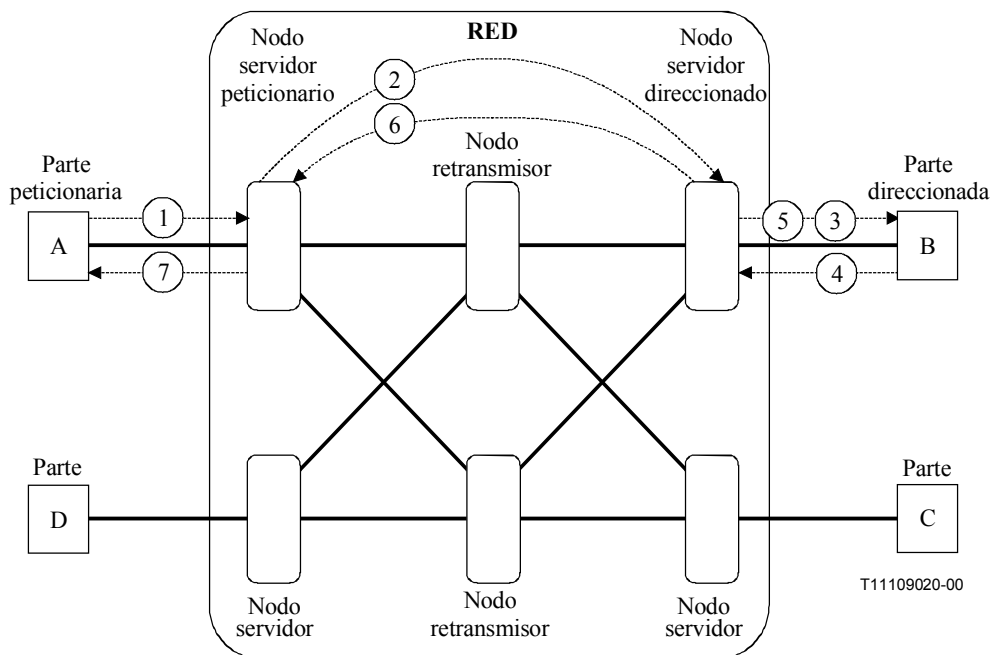 RED
Nodo
servidor
peticionario
Nodo
servidor
direccionado
2
6
Nodo
retransmisor
Parte
peticionaria
Parte
direccionada
1
5
3
A
B
7
4
Parte
Parte
D
C
T11109020-00
Nodo
servidor
Nodo
retransmisor
Nodo
servidor